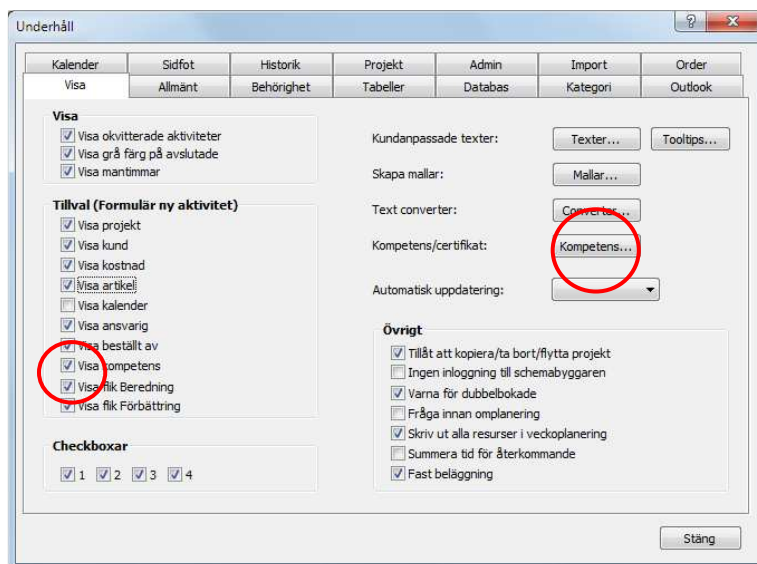 Underhåll
Kalender Sidfot Historik Projekt Admin Import Order
Visa Allmänt Behörighet Tabeller Databas Kategori Outlook
Visa
Visa okvitterade aktiviteter
Visa grå färg på avslutade
Visa mantimmar
Tillval (Formulär ny aktivitet)
Visa projekt
Visa kund
Visa kostnad
Visa artikel
Visa kalender
Visa ansvarig
Visa beställt av
Visa kompetens
Visa flik Beredning
Visa flik Förbättring
Checkboxar
1 2 3 4
Kundanpassade texter: Texter... Tooltips...
Skapa mallar: Mallar...
Text converter: Converter...
Kompetens/certifikat: Kompetens...
Automatisk uppdatering:
Övrigt
Tillåt att kopiera/ta bort/flytta projekt
Ingen inloggning till schemabyggaren
Varna för dubbelbokade
Fråga innan omplanering
Skriv ut alla resurser i veckoplanering
Summera tid för återkommande
Fast beläggning
Stäng